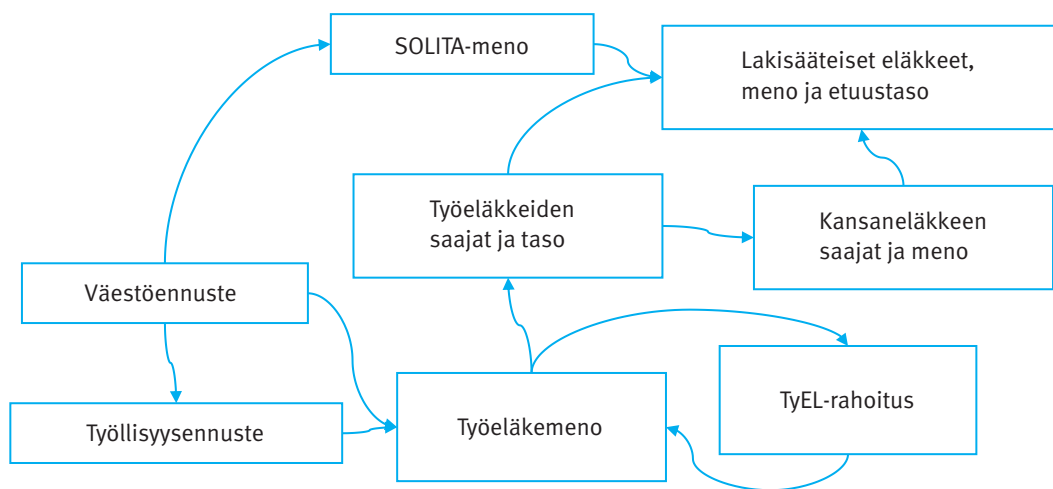 SOLITA-meno
Lakisääteiset eläkkeet,
meno ja etuustaso
Työeläkkeiden
saajat ja taso
Kansaneläkkeen
saajat ja meno
Väestöennuste
Työllisyysennuste
Työeläkemeno
TyEL-rahoitus